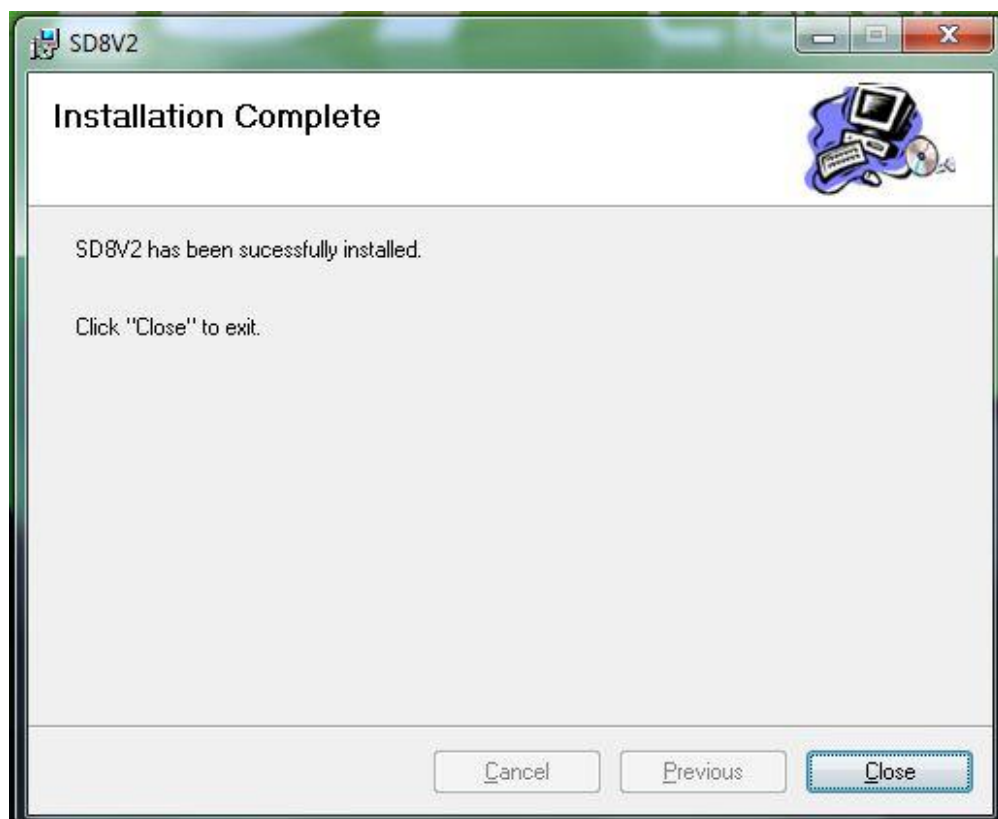 SD8V2
Installation Complete
SD8V2 has been sucessfully installed.
Click "Close" to exit.
Cancel
Previous
Close